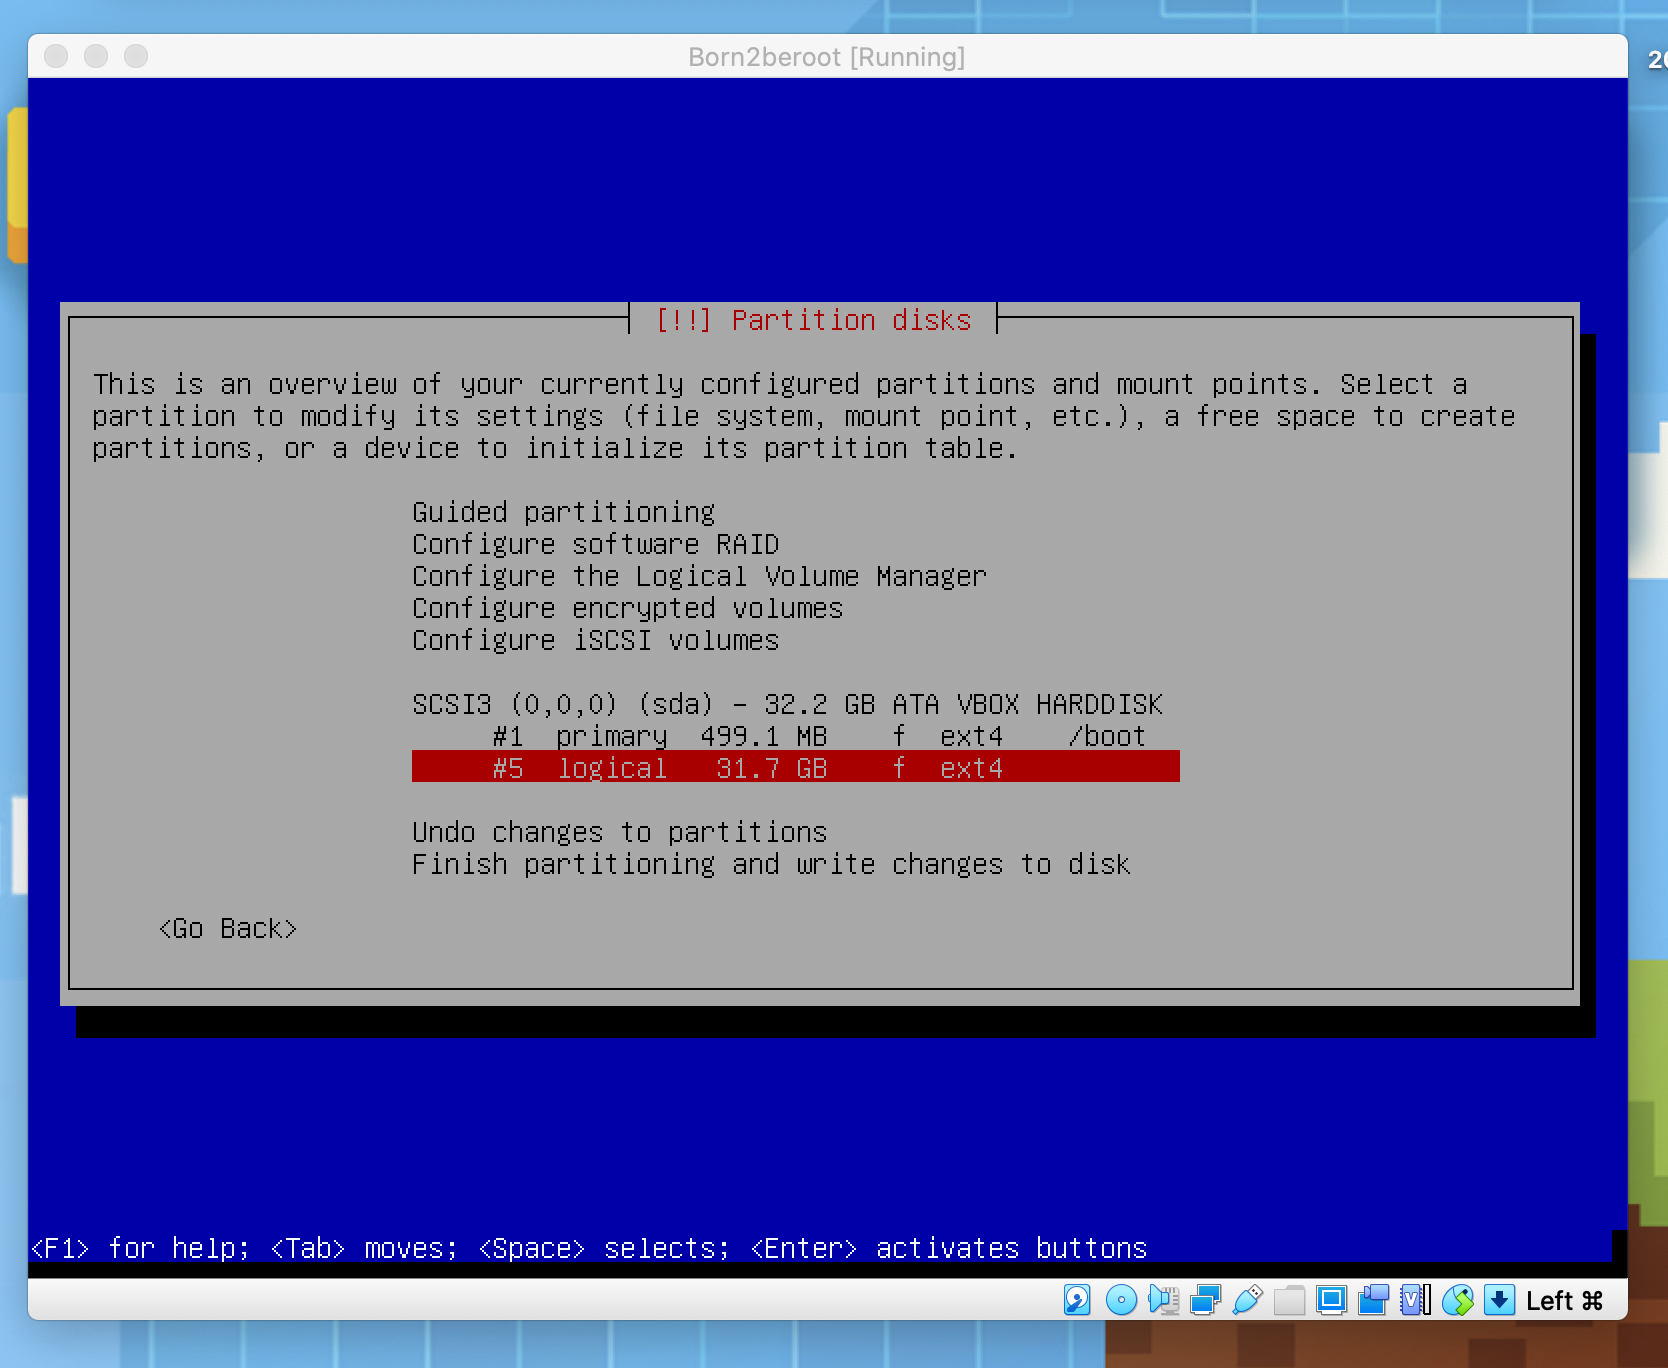 Born2beroot [Running]
[!!] Partition disks
This is an overview of your currently configured partitions and mount points. Select a
partition to modify its settings (file system, mount point, etc.), a free space to create
partitions, or a device to initialize its partition table.
Guided partitioning
Configure software RAID
Configure the Logical Volume Manager
Configure encrypted volumes
Configure iSCSI volumes
SCSI3 (0,0,0) (sda) - 32.2 GB ATA VBOX HARDDISK
#1 primary 499.1 MB f ext4 /boot
#5 logical 31.7 GB f ext4
Undo changes to partitions
Finish partitioning and write changes to disk
<Go Back>
<F1> for help; <Tab> moves; <Space> selects; <Enter> activates buttons
Left ⌘